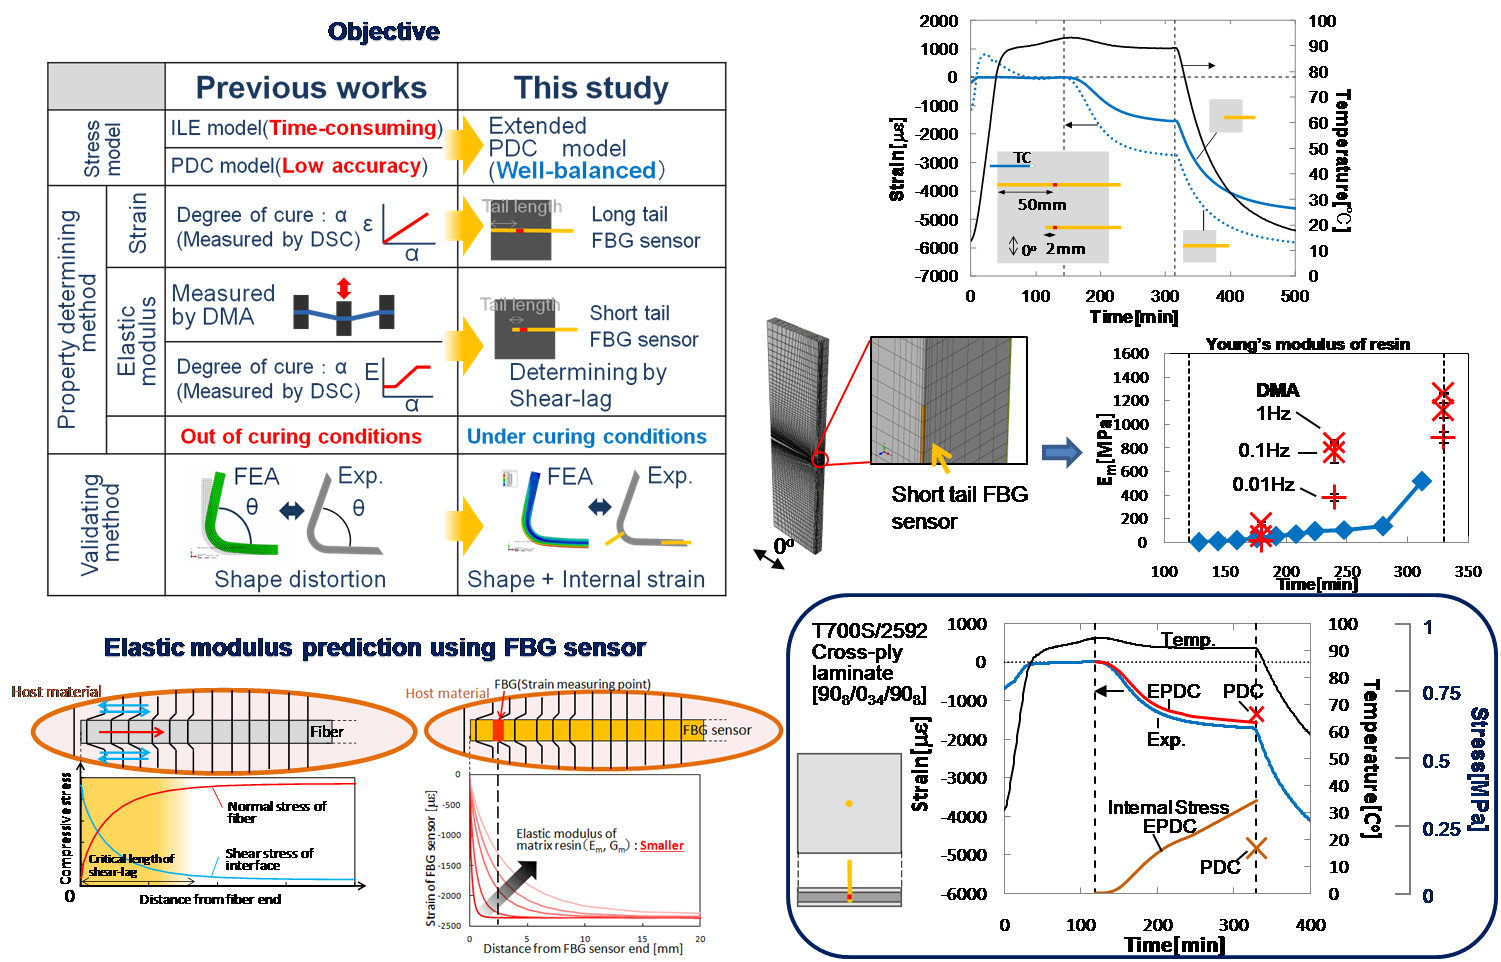 Objective
Previous works
This study
Stress
model
ILE model(Time-consuming)
PDC model(Low accuracy)
Extended
PDC model
(Well-balanced)
Property determining
method
Strain
Degree of cure : α
(Measured by DSC)
ε
α
Tail length
Long tail
FBG sensor
Elastic
modulus
Measured
by DMA
Tail length
Short tail
FBG sensor
Degree of cure : α
(Measured by DSC)
E
α
Determining by
Shear-lag
Out of curing conditions
Under curing conditions
Validating
method
FEA
Exp.
θ
θ
Shape distortion
FEA
Exp.
Shape + Internal strain
Elastic modulus prediction using FBG sensor
Host material
Fiber
Compressive stress
Normal stress of
fiber
Shear stress of
interface
Critical length of
shear-lag
0
Distance from fiber end
Host material
FBG(Strain measuring point)
FBG sensor
Strain of FBG sensor [με]
0
-500
-1000
-1500
-2000
-2500
Elastic modulus of
matrix resin(Em, Gm) : Smaller
0
5
10
15
20
Distance from FBG sensor end [mm]
Strain[με]
2000
1000
0
-1000
-2000
-3000
-4000
-5000
-6000
-7000
TC
50mm
0º
2mm
100
90
80
70
60
50
40
30
20
10
0
Temperature[℃]
0
100
200
300
400
500
Time[min]
0º
Short tail FBG
sensor
Young's modulus of resin
Em[MPa]
1600
1400
1200
1000
800
600
400
200
0
DMA
1Hz
0.1Hz
0.01Hz
100
150
200
250
300
350
Time[min]
T700S/2592
Cross-ply
laminate
[908/034/908]
Strain[με]
1000
0
-1000
-2000
-3000
-4000
-5000
-6000
Temp.
EPDC
PDC
Exp.
Internal Stress
EPDC
PDC
100
90
80
70
60
50
40
30
20
10
0
Temperature[Cº]
1
0.75
0.5
0.25
0
Stress[MPa]
0
100
200
300
400
Time[min]